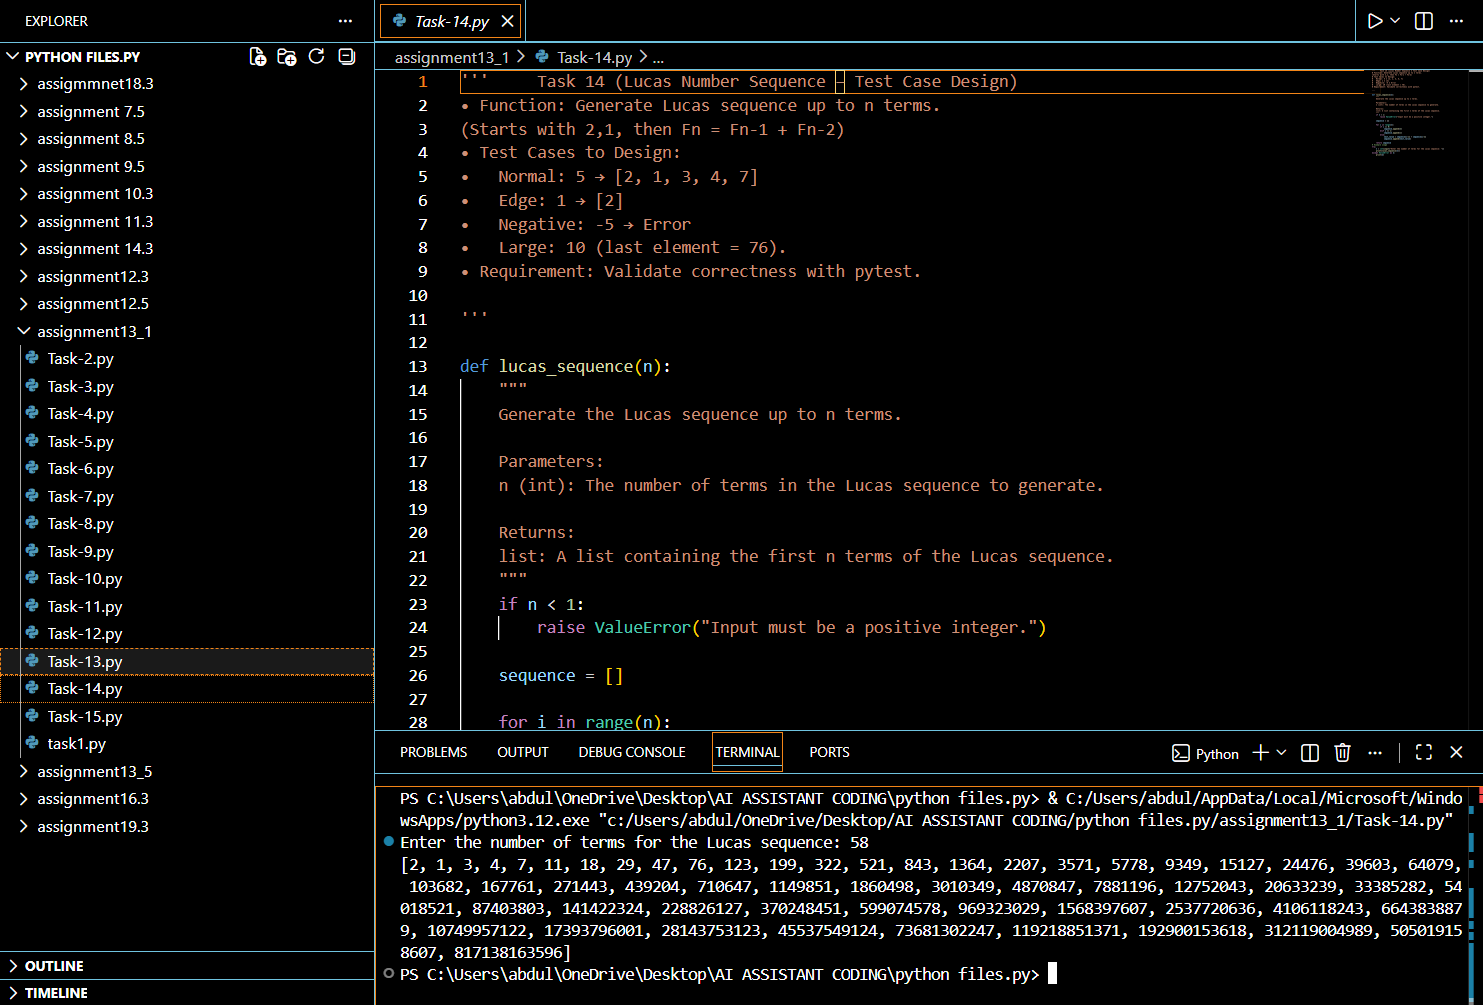 EXPLORER
PYTHON FILES.PY
assignmmnet18.3
assignment 7.5
assignment 8.5
assignment 9.5
assignment 10.3
assignment 11.3
assignment 14.3
assignment12.3
assignment12.5
assignment13_1
Task-2.py
Task-3.py
Task-4.py
Task-5.py
Task-6.py
Task-7.py
Task-8.py
Task-9.py
Task-10.py
Task-11.py
Task-12.py
Task-13.py
Task-14.py
Task-15.py
task1.py
assignment13_5
assignment16.3
assignment19.3
OUTLINE
TIMELINE
Task-14.py
assignment13_1 > Task-14.py > ...
1 ''' Task 14 (Lucas Number Sequence Test Case Design)
2 • Function: Generate Lucas sequence up to n terms.
3 (Starts with 2,1, then Fn = Fn-1 + Fn-2)
4 • Test Cases to Design:
5 • Normal: 5 → [2, 1, 3, 4, 7]
6 • Edge: 1 → [2]
7 • Negative: -5 → Error
8 • Large: 10 (last element = 76).
9 • Requirement: Validate correctness with pytest.
10
11 '''
12
13 def lucas_sequence(n):
14 """
15 Generate the Lucas sequence up to n terms.
16
17 Parameters:
18 n (int): The number of terms in the Lucas sequence to generate.
19
20 Returns:
21 list: A list containing the first n terms of the Lucas sequence.
22 """
23 if n < 1:
24 raise ValueError("Input must be a positive integer.")
25
26 sequence = []
27
28 for i in range(n):
PROBLEMS OUTPUT DEBUG CONSOLE TERMINAL PORTS Python
PS C:\Users\abdul\OneDrive\Desktop\AI ASSISTANT CODING\python files.py> & C:/Users/abdul/AppData/Local/Microsoft/Windo
wsApps/python3.12.exe "c:/Users/abdul/OneDrive/Desktop/AI ASSISTANT CODING/python files.py/assignment13_1/Task-14.py"
Enter the number of terms for the Lucas sequence: 58
[2, 1, 3, 4, 7, 11, 18, 29, 47, 76, 123, 199, 322, 521, 843, 1364, 2207, 3571, 5778, 9349, 15127, 24476, 39603, 64079,
103682, 167761, 271443, 439204, 710647, 1149851, 1860498, 3010349, 4870847, 7881196, 12752043, 20633239, 33385282, 54
018521, 87403803, 141422324, 228826127, 370248451, 599074578, 969323029, 1568397607, 2537720636, 4106118243, 664383887
9, 10749957122, 17393796001, 28143753123, 45537549124, 73681302247, 119218851371, 192900153618, 312119004989, 50501915
8607, 817138163596]
PS C:\Users\abdul\OneDrive\Desktop\AI ASSISTANT CODING\python files.py>